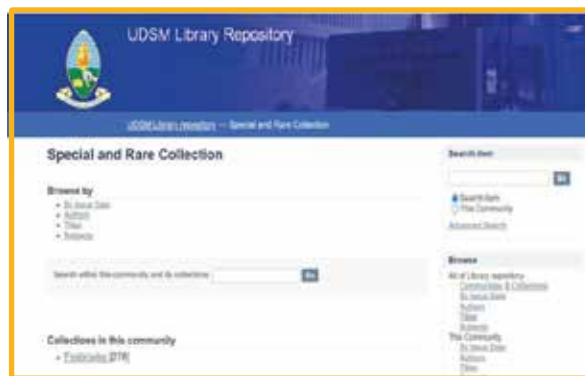 UDSM Library Repository
UDSM Library repository → Special and Rare Collection
Special and Rare Collection
Browse by
By Issue Date
Authors
Titles
Subjects
Search within this community and its collections:
Go
Collections in this community
[278]
Search item
Go
Search item
This Community
Advanced Search
Browse
All of Library repository
Communities & Collections
By Issue Date
Authors
Titles
Subjects
This Community
By Issue Date
Authors
Titles